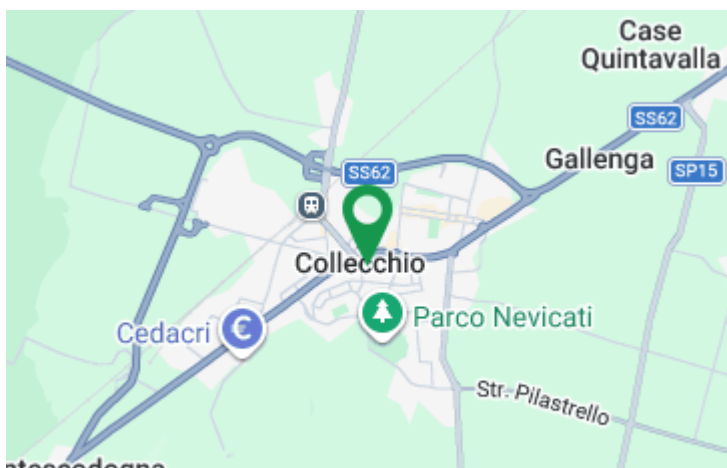 Case
Quintavalla
SS62
Gallenga
SS62
SP15
Collecchio
Cedacri
€
Parco Nevicati
Str. Pilastrello